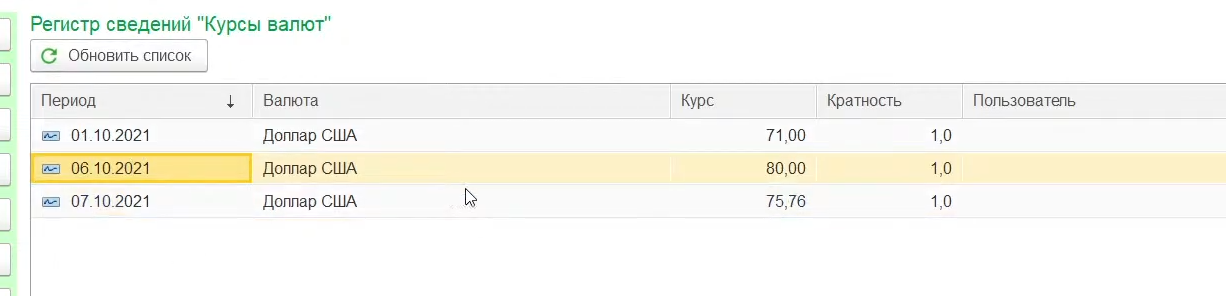 Регистр сведений "Курсы валют"
Обновить список
Период ↓ Валюта Курс Кратность Пользователь
01.10.2021 Доллар США 71,00 1,0
06.10.2021 Доллар США 80,00 1,0
07.10.2021 Доллар США 75,76 1,0